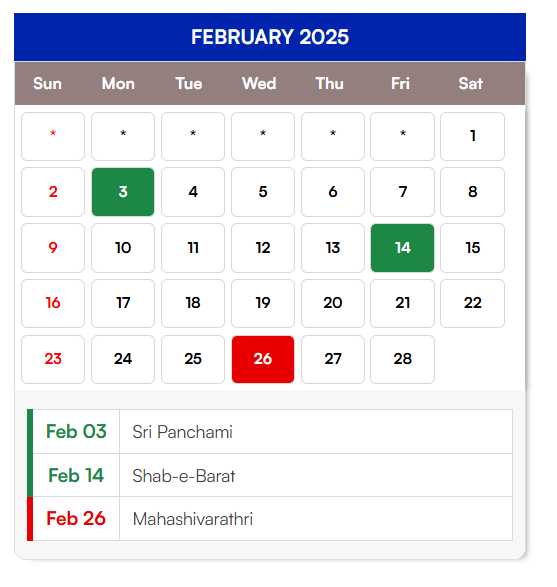 FEBRUARY 2025
Sun Mon Tue Wed Thu Fri Sat
* * * * * * 1
2 3 4 5 6 7 8
9 10 11 12 13 14 15
16 17 18 19 20 21 22
23 24 25 26 27 28
Feb 03 Sri Panchami
Feb 14 Shab-e-Barat
Feb 26 Mahashivarathri